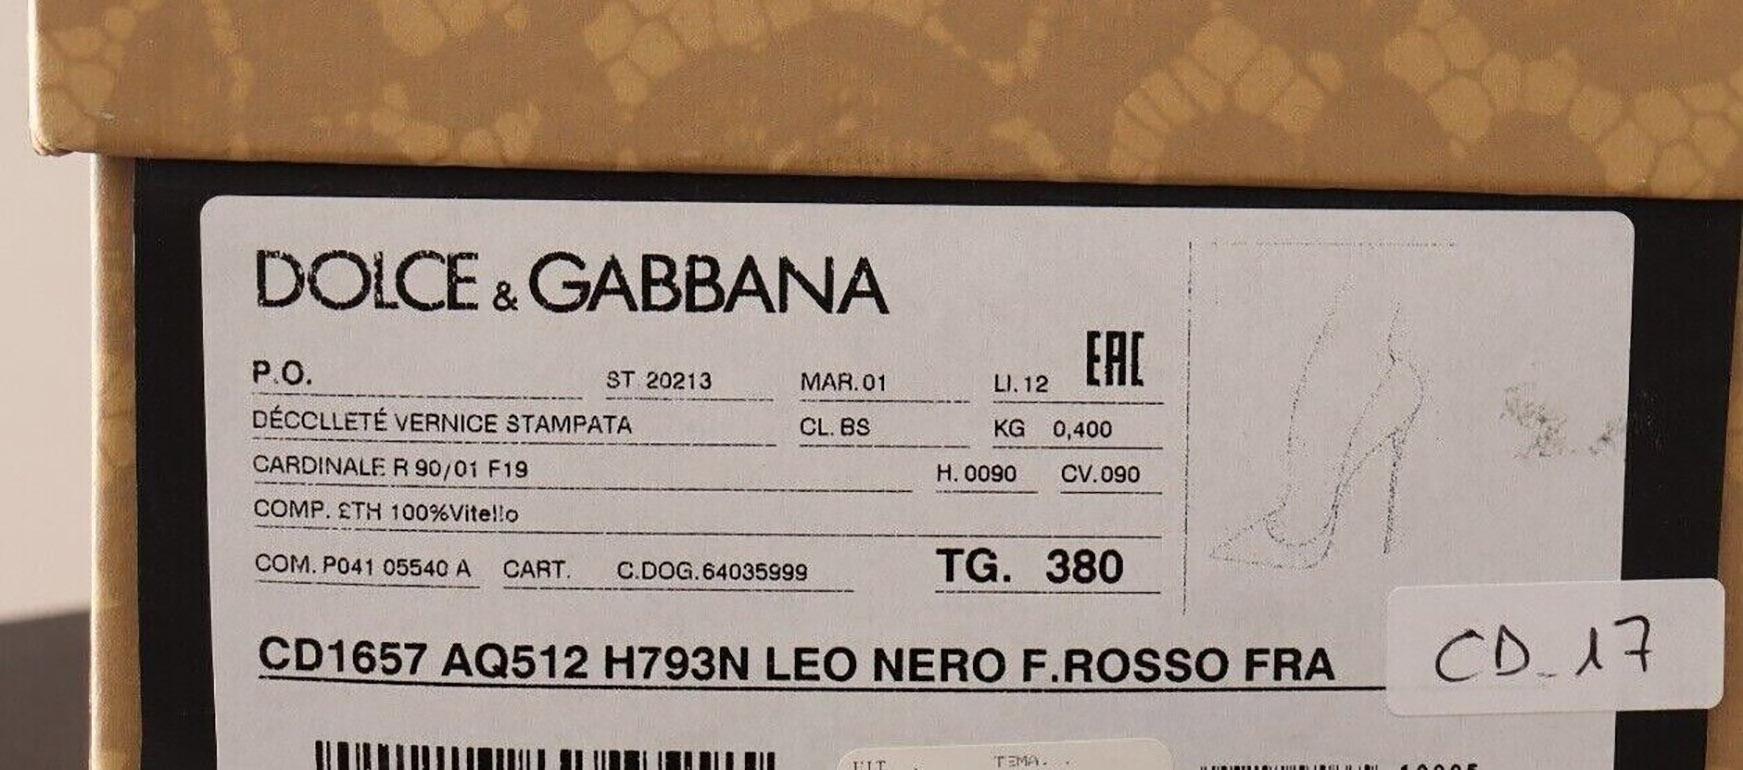 DOLCE & GABBANA
EAC
P.O. ST 20213 MAR.01 LI.12
DÉCCLLETÉ VERNICE STAMPATA CL.BS KG 0,400
CARDINALE R 90/01 F19 H.0090 CV.090
COMP. £TH 100%Vitello
COM. P041 05540 A CART. C.DOG.64035999 TG. 380
CD1657 AQ512 H793N LEO NERO F.ROSSO FRA
CD_17
TEMA.